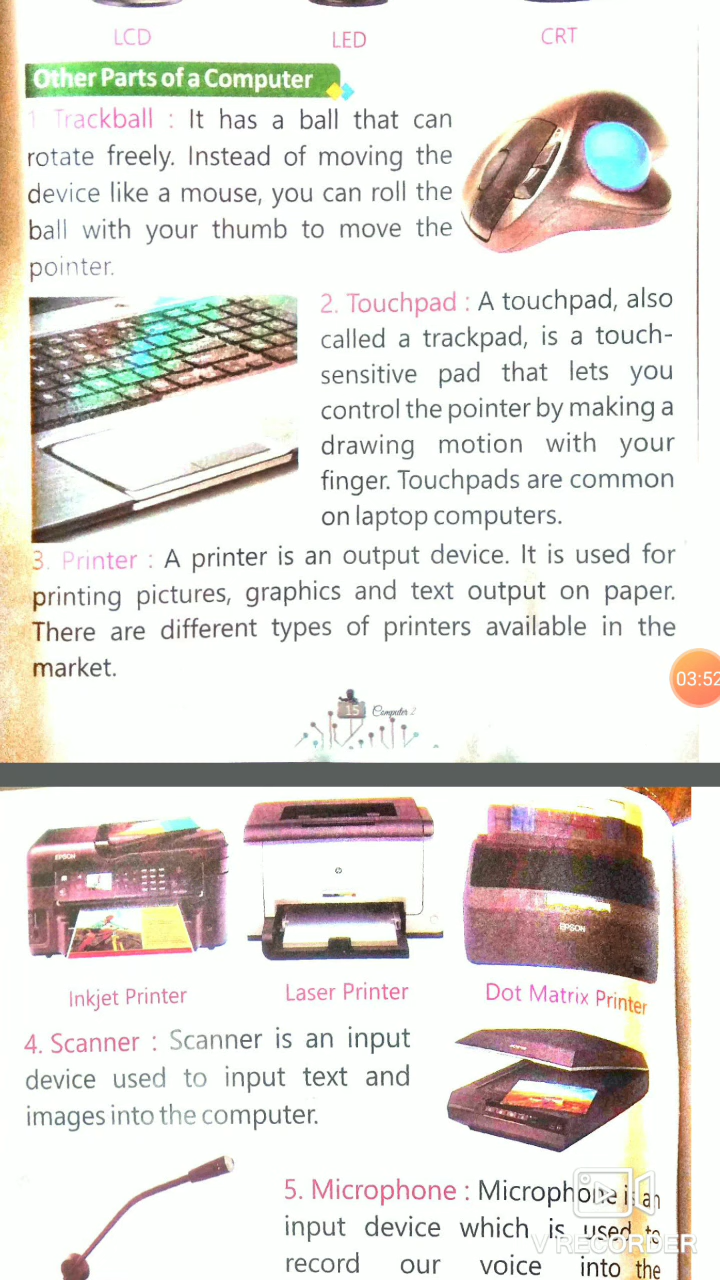 LCD
LED
CRT
Other Parts of a Computer
1 Trackball : It has a ball that can
rotate freely. Instead of moving the
device like a mouse, you can roll the
ball with your thumb to move the
pointer.
2. Touchpad : A touchpad, also
called a trackpad, is a touch-
sensitive pad that lets you
control the pointer by making a
drawing motion with your
finger. Touchpads are common
on laptop computers.
3. Printer : A printer is an output device. It is used for
printing pictures, graphics and text output on paper.
There are different types of printers available in the
market.
03:52
15 Computer 2
EPSON
hp
EPSON
Inkjet Printer
Laser Printer
Dot Matrix Printer
4. Scanner : Scanner is an input
device used to input text and
images into the computer.
5. Microphone : Microphone is an
input device which is used to
record our voice into the
V RECORDER